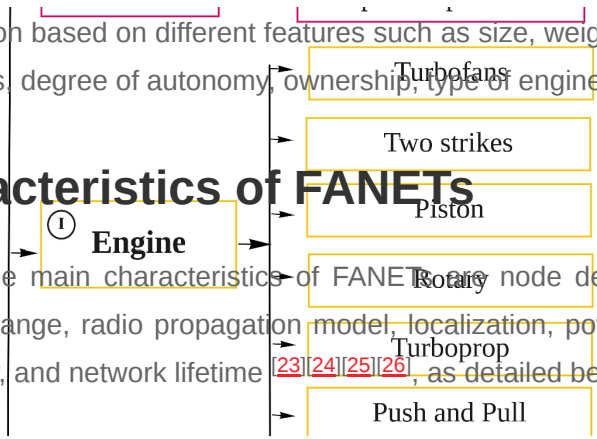 on based on different features such as size, weig
s, degree of autonomy, ownership, type of engine
Turbofans
Two strikes
acteristics of FANETs
Piston
I
Engine
e main characteristics of FANETs are node de
Rotary
ange, radio propagation model, localization, po
Turboprop
, and network lifetime [23][24][25][26], as detailed be
Push and Pull